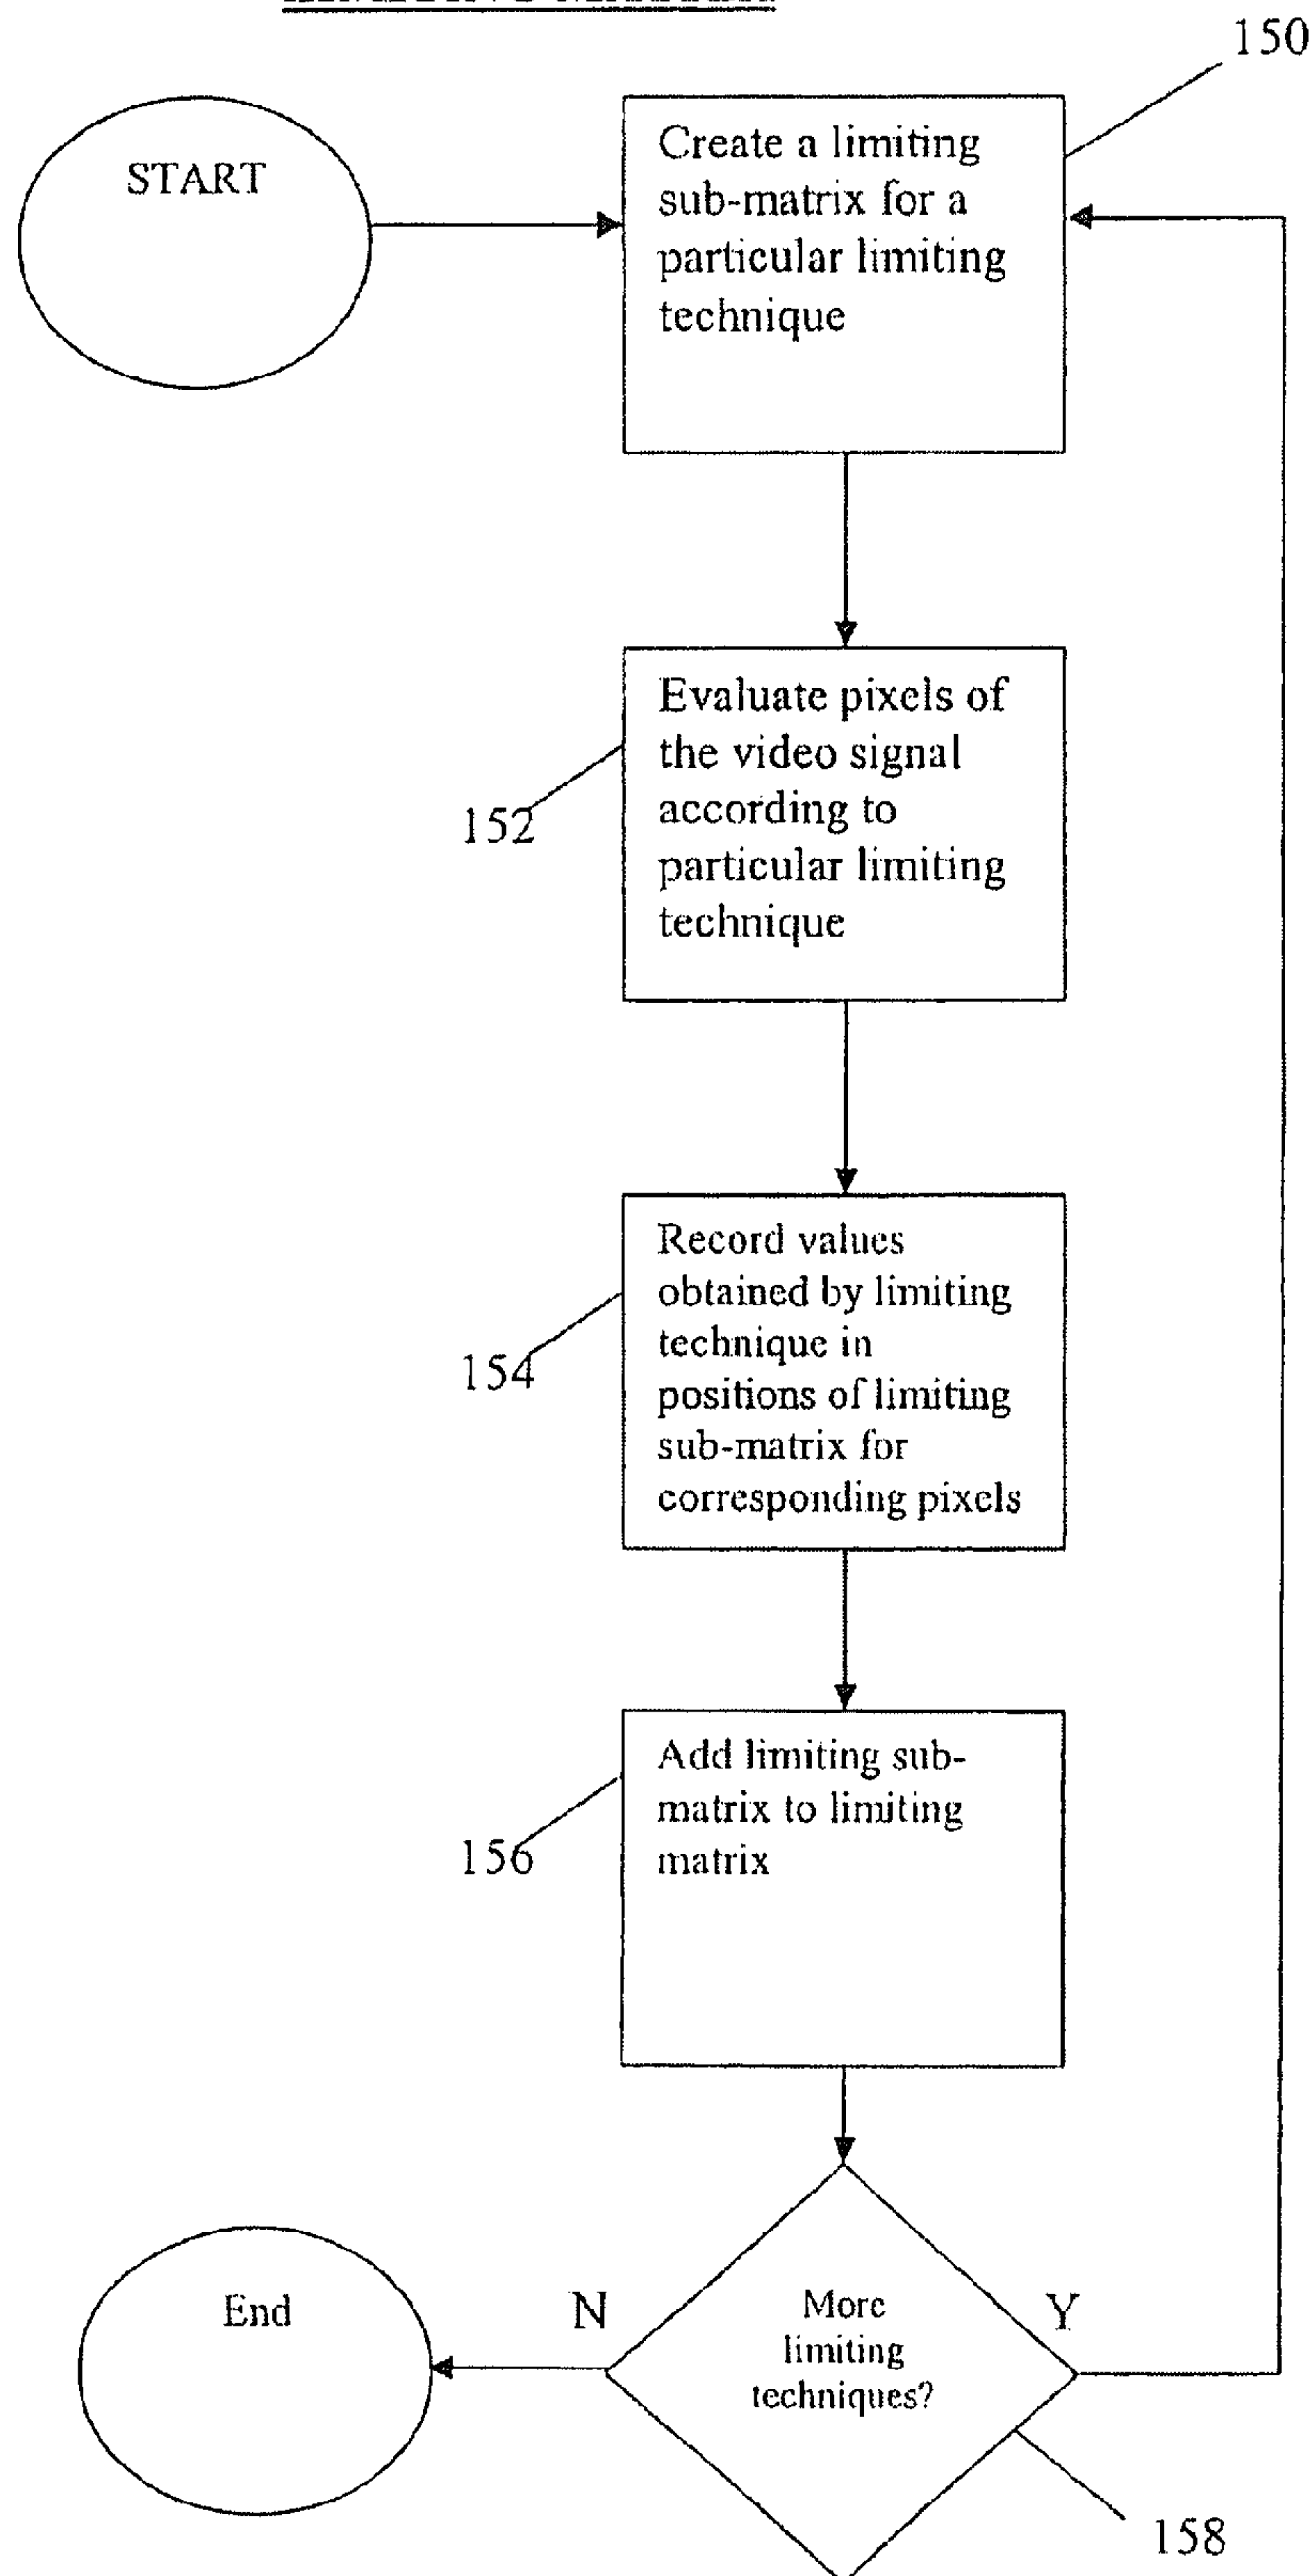 150
START
Create a limiting
sub-matrix for a
particular limiting
technique
Evaluate pixels of
the video signal
according to
particular limiting
technique
152
Record values
obtained by limiting
technique in
positions of limiting
sub-matrix for
corresponding pixels
154
Add limiting sub-
matrix to limiting
matrix
156
End
N
More
limiting
techniques?
Y
158